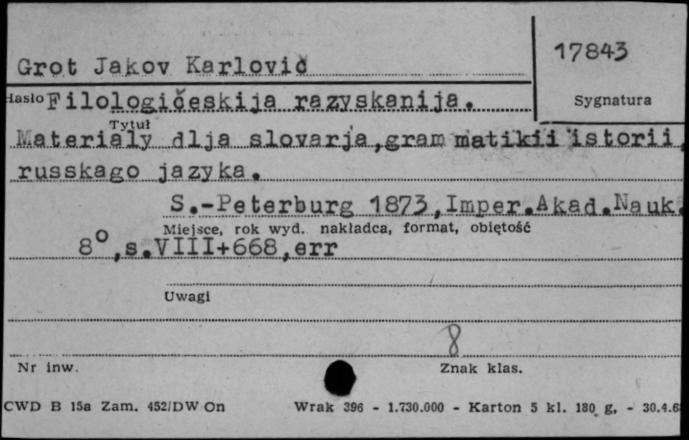 Grot Jakov Karlovič
17843
Hasło
Filologičeskija razyskanija.
Sygnatura
Tytuł
Materiały dlja slovarja,grammatiki i istorii
russkago jazyka.
S.-Peterburg 1873,Imper.Akad.Nauk.
Miejsce, rok wyd. nakładca, format, objętość
8°,s.VIII+668,err
Uwagi
8
Nr inw.
Znak klas.
CWD B 15a Zam. 452/DW On
Wrak 396 - 1.730.000 - Karton 5 kl. 180 g. - 30.4.6